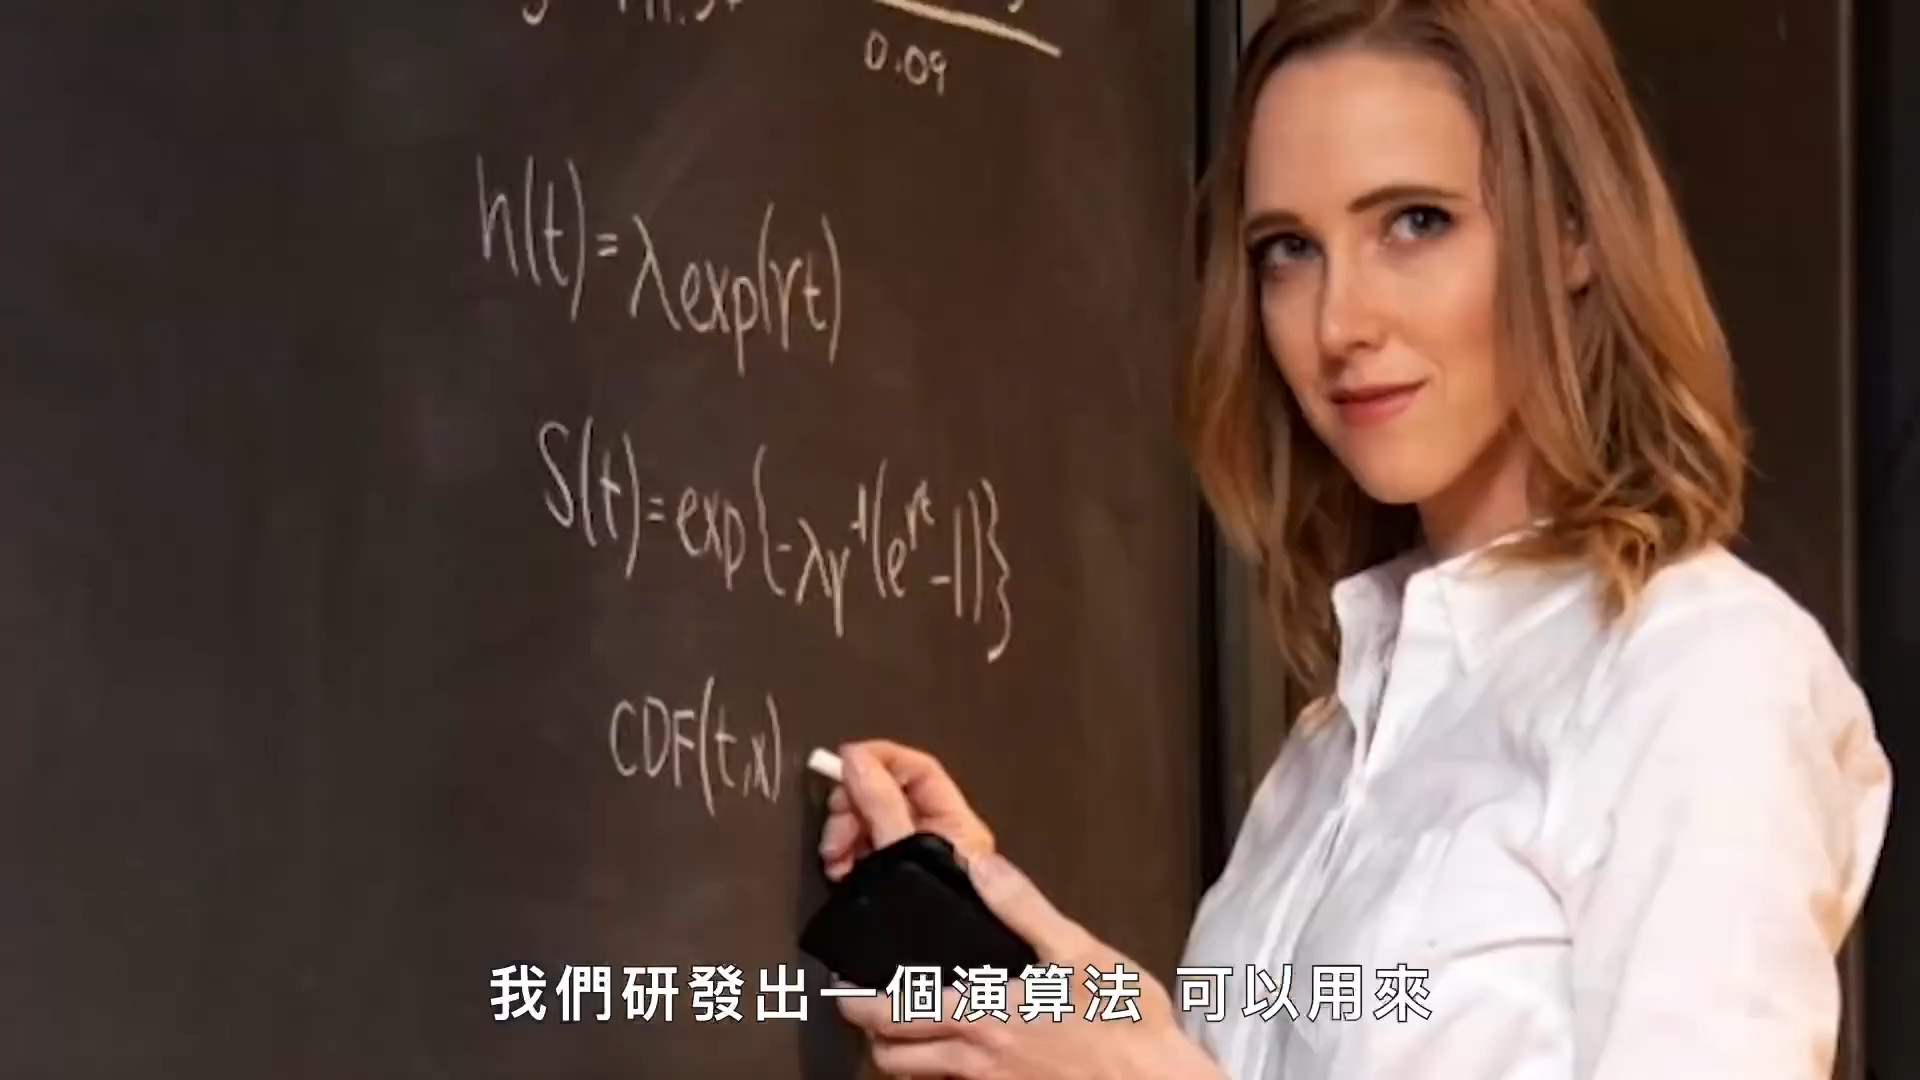 0.09
h(t)=λexp(γt)
S(t)=exp{-λγ⁻¹(e^γt-1)}
CDF(t,x)
我們研發出一個演算法 可以用來